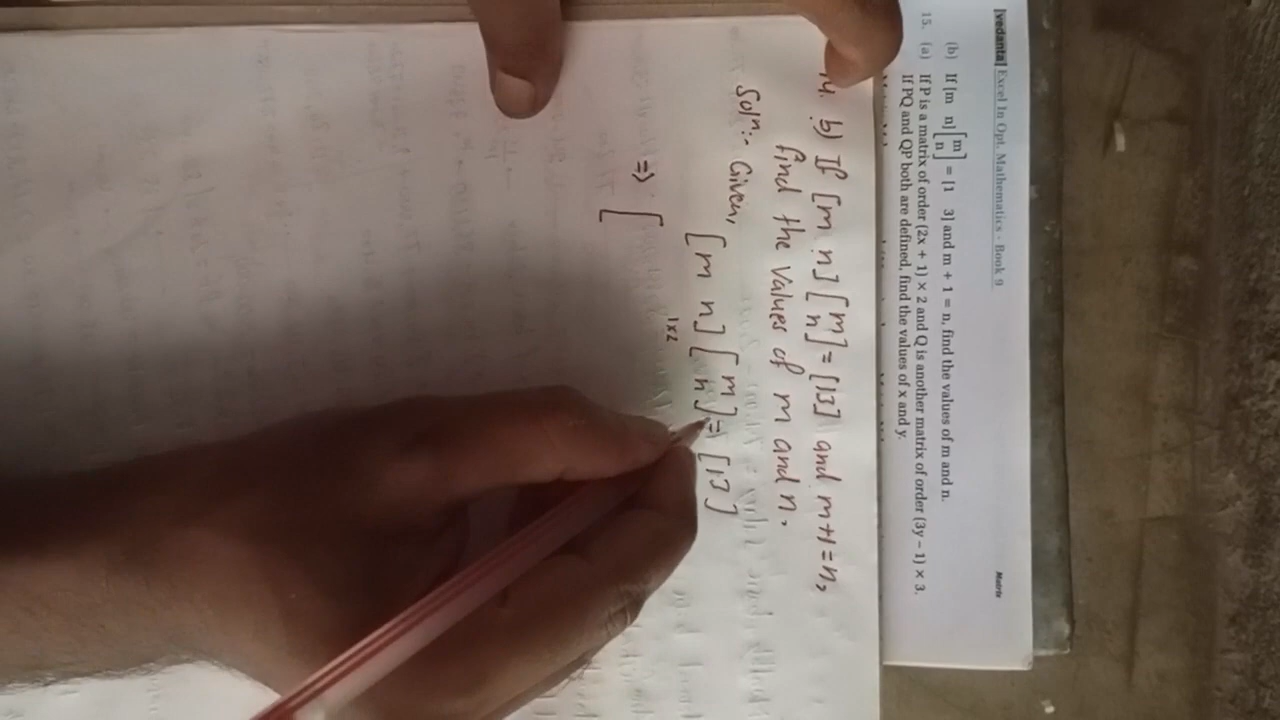 vedanta Excel In Opt. Mathematics - Book 9 Matrix
(b) If [m n] [m n] = [1 3] and m + 1 = n, find the values of m and n.
15. (a) If P is a matrix of order (2x + 1) × 2 and Q is another matrix of order (3y – 1) × 3.
If PQ and QP both are defined, find the values of x and y.
14. b) If [m n] [m n] = [13] and m+1=n,
find the values of m and n.
Solⁿ:- Given,
[m n] [m n] = [13]
1x2
=> [